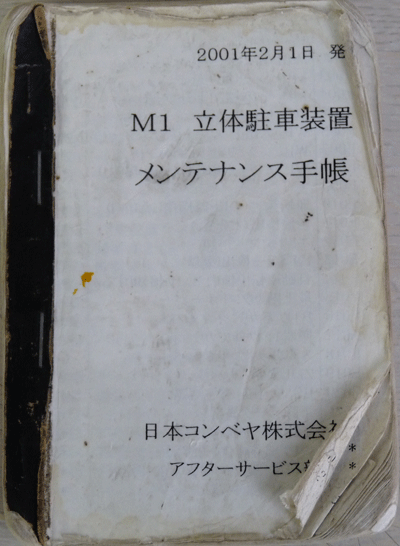 2001年2月1日 発
M1 立体駐車装置
メンテナンス手帳
日本コンベヤ株式会
*
アフターサービス
*